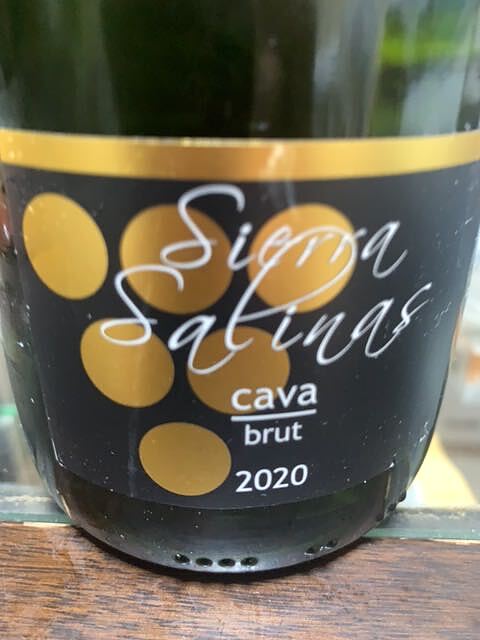 Sierra
Salinas
cava
brut
2020